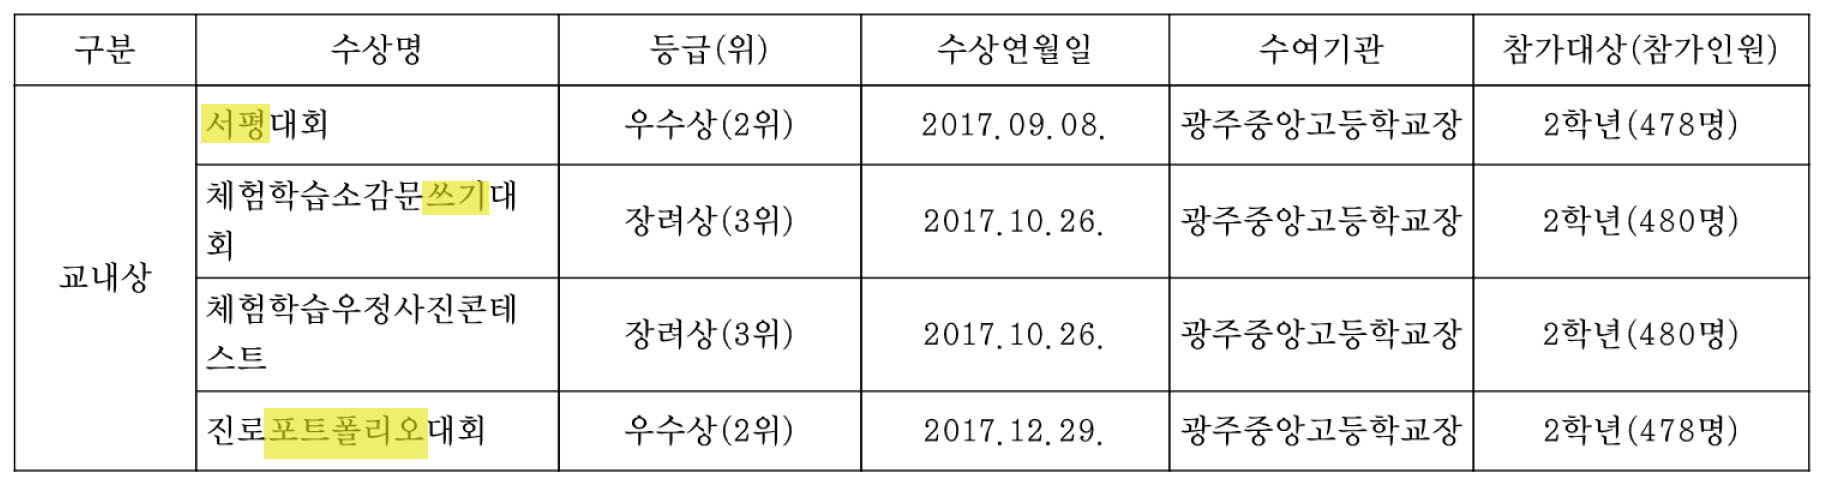 구분 수상명 등급(위) 수상연월일 수여기관 참가대상(참가인원)
교내상
서평대회 우수상(2위) 2017.09.08. 광주중앙고등학교장 2학년(478명)
체험학습소감문쓰기대
회 장려상(3위) 2017.10.26. 광주중앙고등학교장 2학년(480명)
체험학습우정사진콘테
스트 장려상(3위) 2017.10.26. 광주중앙고등학교장 2학년(480명)
진로포트폴리오대회 우수상(2위) 2017.12.29. 광주중앙고등학교장 2학년(478명)